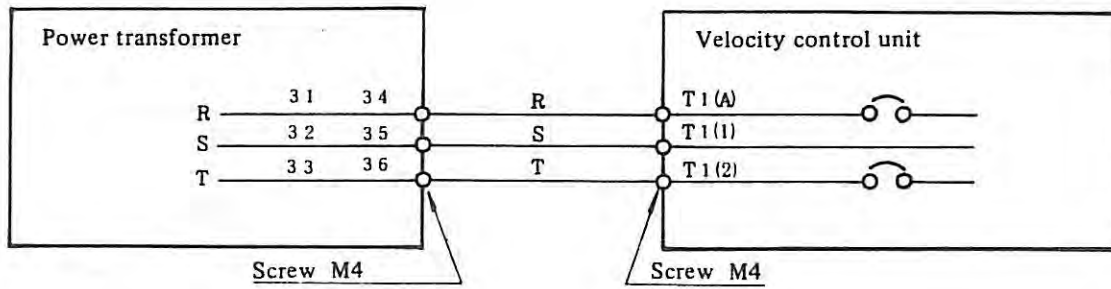 Power transformer
Velocity control unit
R 31 34 R T1(A)
S 32 35 S T1(1)
T 33 36 T T1(2)
Screw M4
Screw M4